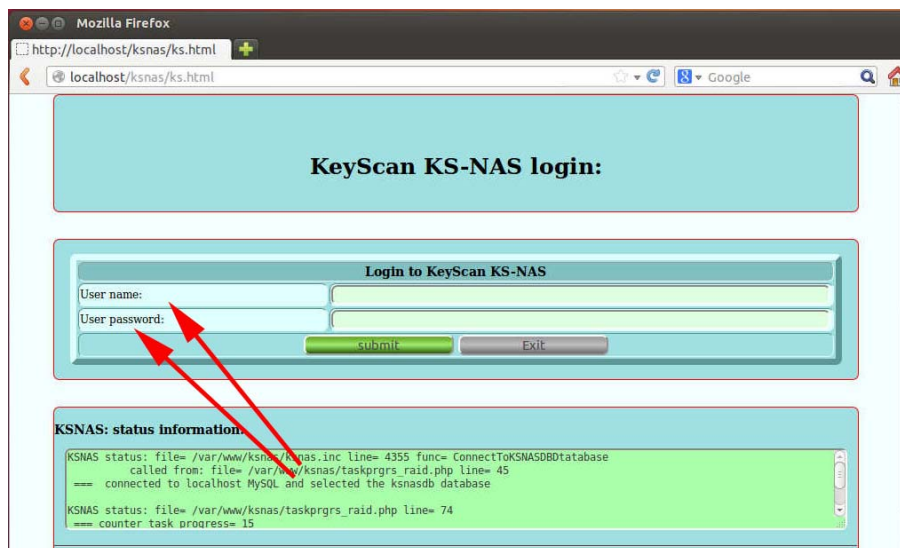 Mozilla Firefox
http://localhost/ksnas/ks.html
localhost/ksnas/ks.html
Google
KeyScan KS-NAS login:
Login to KeyScan KS-NAS
User name:
User password:
submit Exit
KSNAS: status information:
KSNAS status: file= /var/www/ksnas/ksnas.inc line= 4355 func= ConnectToKSNASDBDtatabase
called from: file= /var/www/ksnas/taskprgrs_raid.php line= 45
=== connected to localhost MySQL and selected the ksnasdb database
KSNAS status: file= /var/www/ksnas/taskprgrs_raid.php line= 74
=== counter task progress= 15